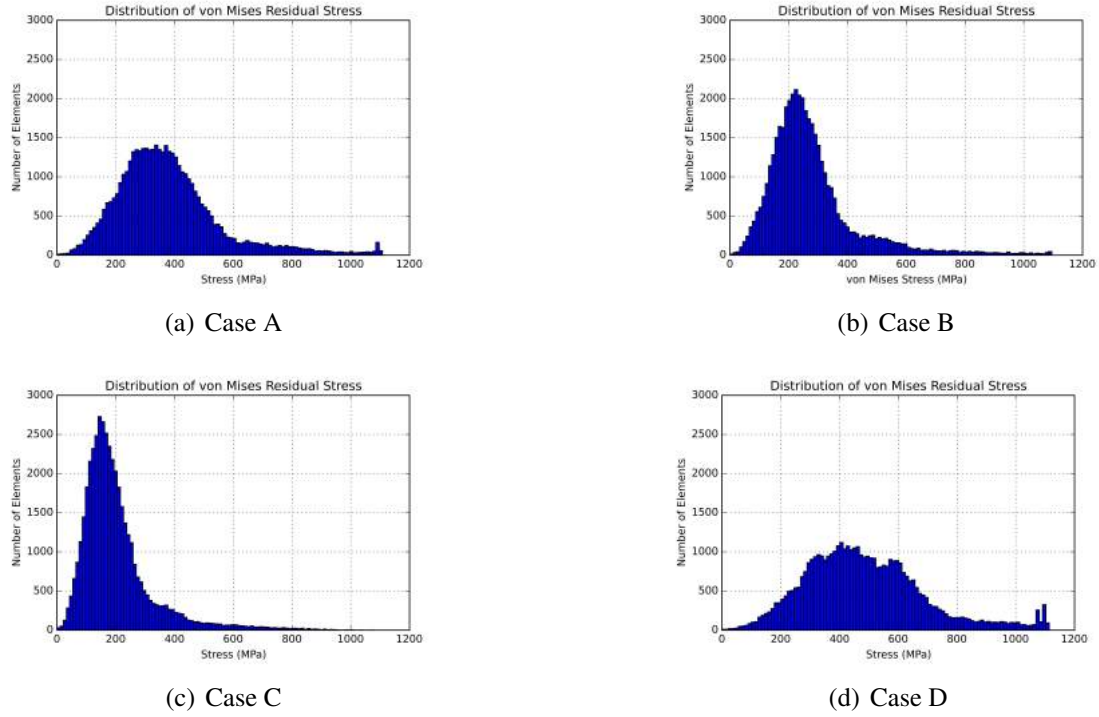 Distribution of von Mises Residual Stress
3000
2500
2000
1500
1000
500
0
Number of Elements
0 200 400 600 800 1000 1200
Stress (MPa)
(a) Case A
Distribution of von Mises Residual Stress
3000
2500
2000
1500
1000
500
0
Number of Elements
0 200 400 600 800 1000 1200
von Mises Stress (MPa)
(b) Case B
Distribution of von Mises Residual Stress
3000
2500
2000
1500
1000
500
0
Number of Elements
0 200 400 600 800 1000 1200
Stress (MPa)
(c) Case C
Distribution of von Mises Residual Stress
3000
2500
2000
1500
1000
500
0
Number of Elements
0 200 400 600 800 1000 1200
Stress (MPa)
(d) Case D